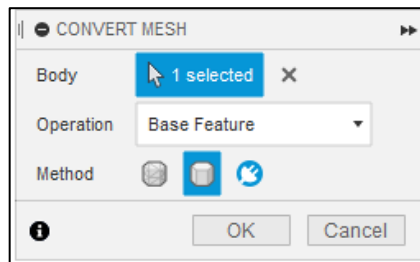 CONVERT MESH
Body 1 selected
Operation Base Feature
Method
OK Cancel